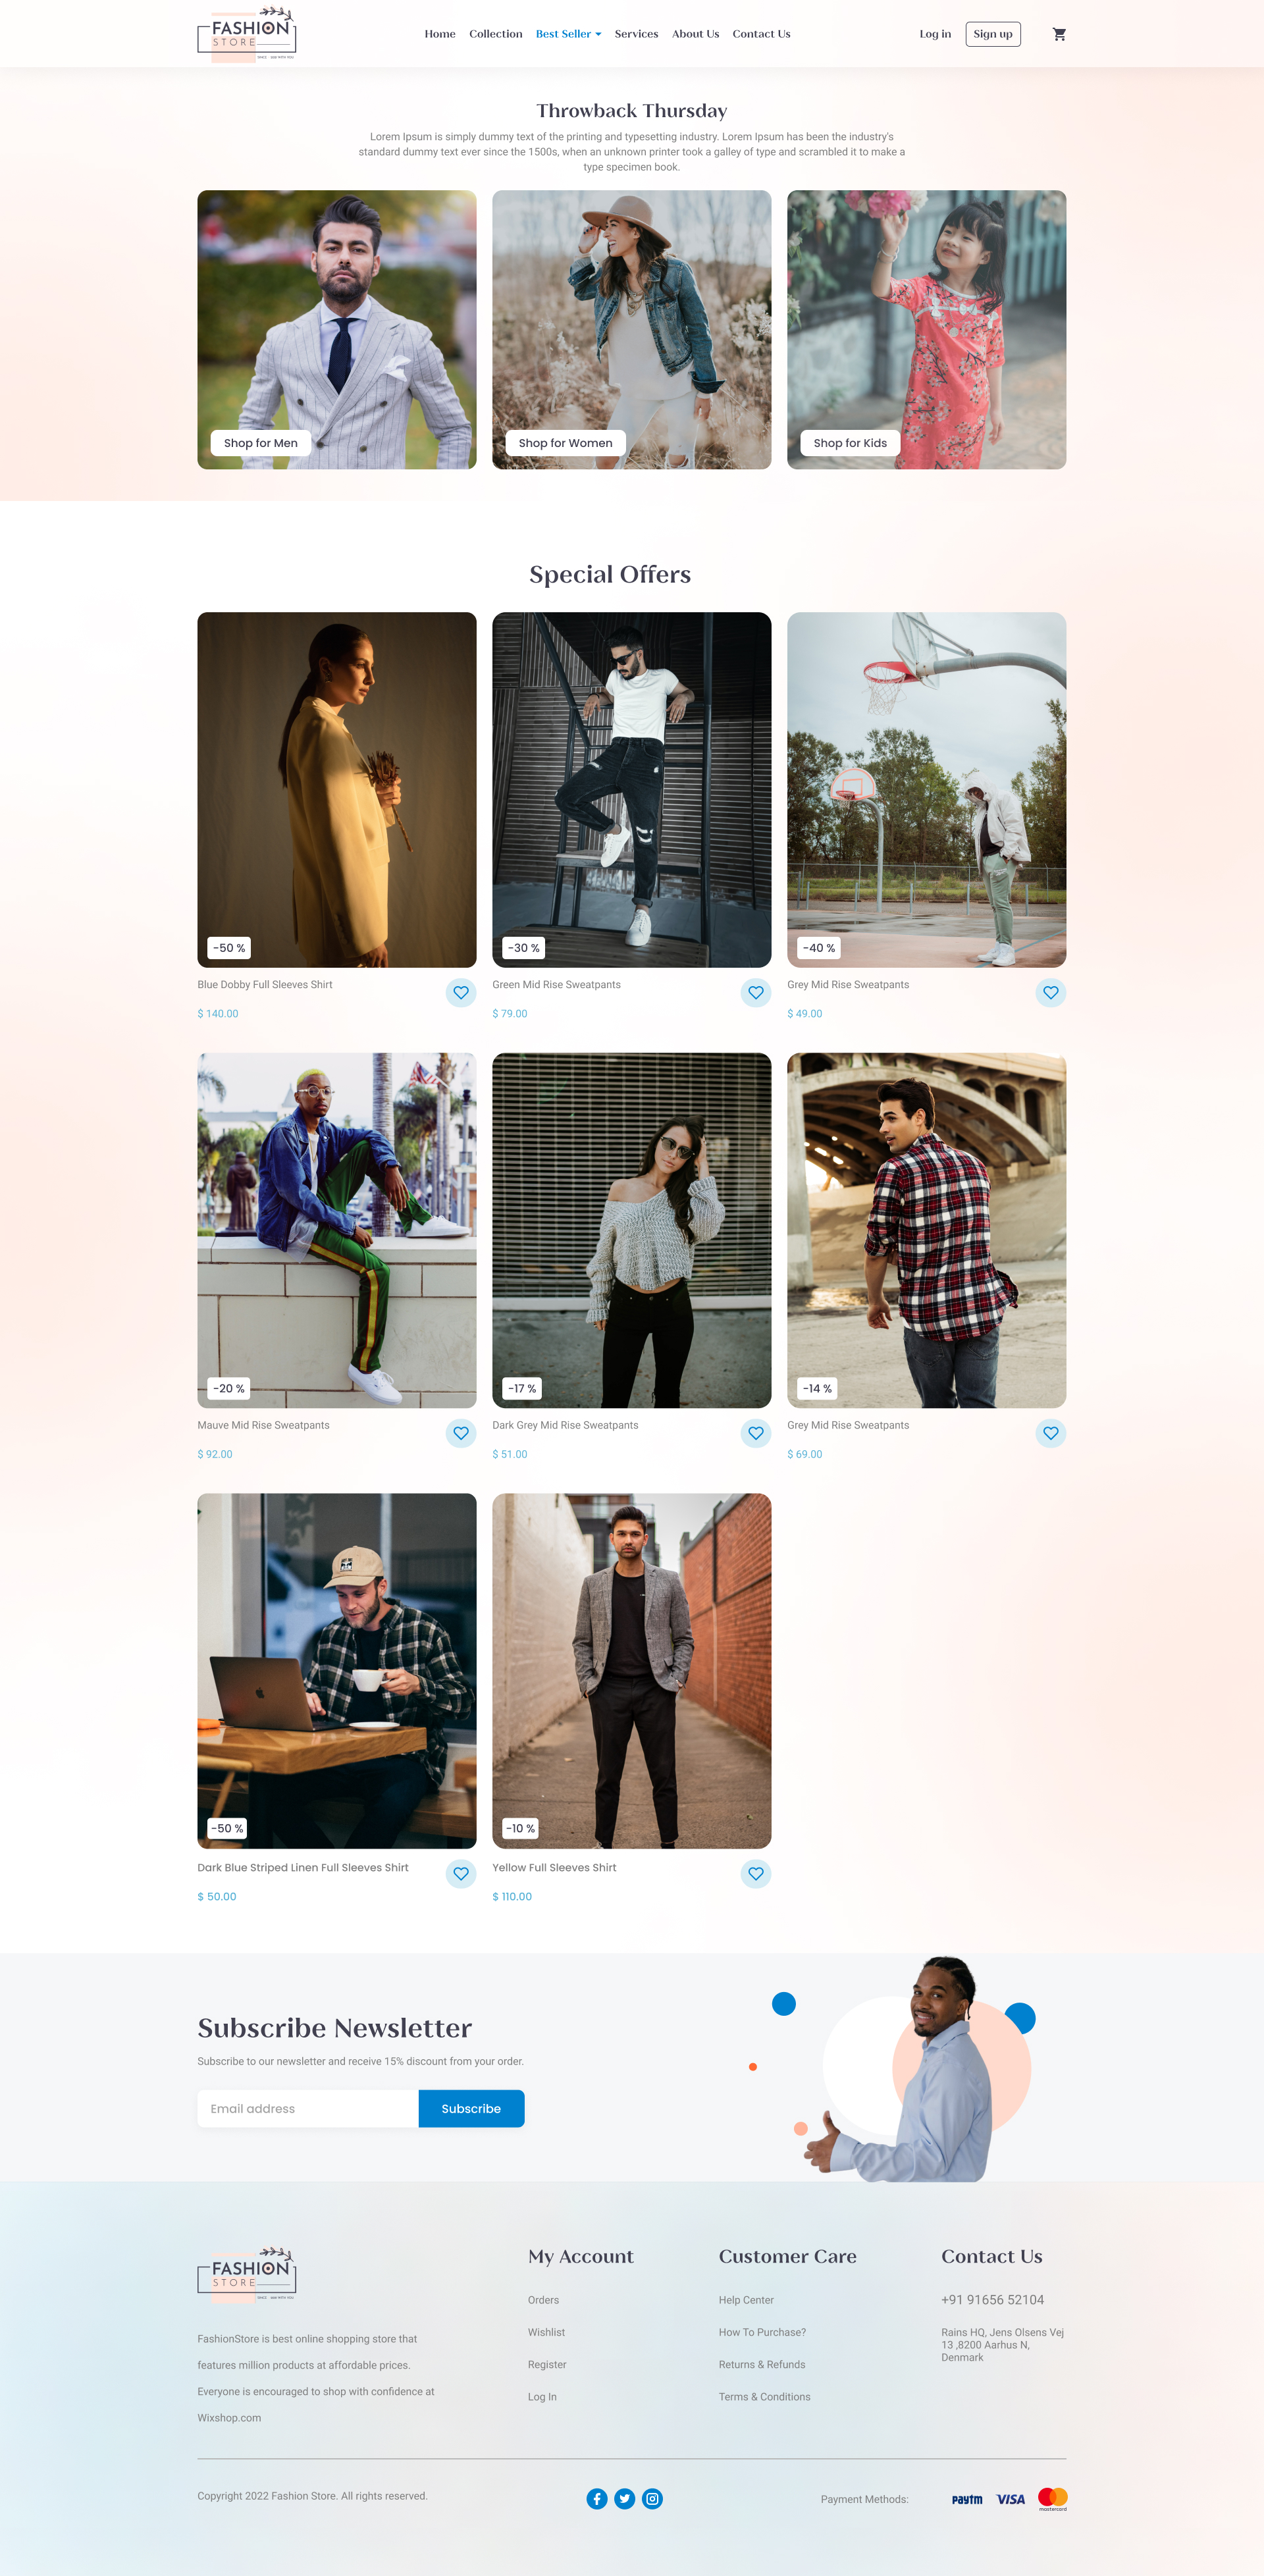 FASHION
STORE
Home Collection Best Seller Services About Us Contact Us Log in Sign up
Throwback Thursday
Lorem Ipsum is simply dummy text of the printing and typesetting industry. Lorem Ipsum has been the industry's
standard dummy text ever since the 1500s, when an unknown printer took a galley of type and scrambled it to make a
type specimen book.
Shop for Men
Shop for Women
Shop for Kids
Special Offers
-50 %
-30 %
-40 %
Blue Dobby Full Sleeves Shirt
$ 140.00
Green Mid Rise Sweatpants
$ 79.00
Grey Mid Rise Sweatpants
$ 49.00
-20 %
-17 %
-14 %
Mauve Mid Rise Sweatpants
$ 92.00
Dark Grey Mid Rise Sweatpants
$ 51.00
Grey Mid Rise Sweatpants
$ 69.00
-50 %
-10 %
Dark Blue Striped Linen Full Sleeves Shirt
$ 50.00
Yellow Full Sleeves Shirt
$ 110.00
Subscribe Newsletter
Subscribe to our newsletter and receive 15% discount from your order.
Email address
Subscribe
FASHION
STORE
FashionStore is best online shopping store that
features million products at affordable prices.
Everyone is encouraged to shop with confidence at
Wixshop.com
My Account
Orders
Wishlist
Register
Log In
Customer Care
Help Center
How To Purchase?
Returns & Refunds
Terms & Conditions
Contact Us
+91 91656 52104
Rains HQ, Jens Olsens Vej
13 ,8200 Aarhus N,
Denmark
Copyright 2022 Fashion Store. All rights reserved.
Payment Methods:
paytm
VISA
mastercard